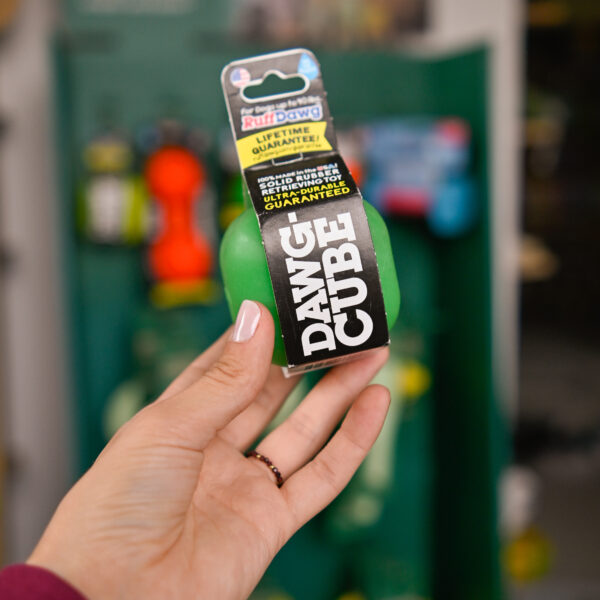 For Dogs up to 90 lbs.
RuffDawg
LIFETIME
GUARANTEE!
100% MADE IN THE USA!
SOLID RUBBER
RETRIEVING TOY
ULTRA-DURABLE
GUARANTEED
DAWG-
CUBE